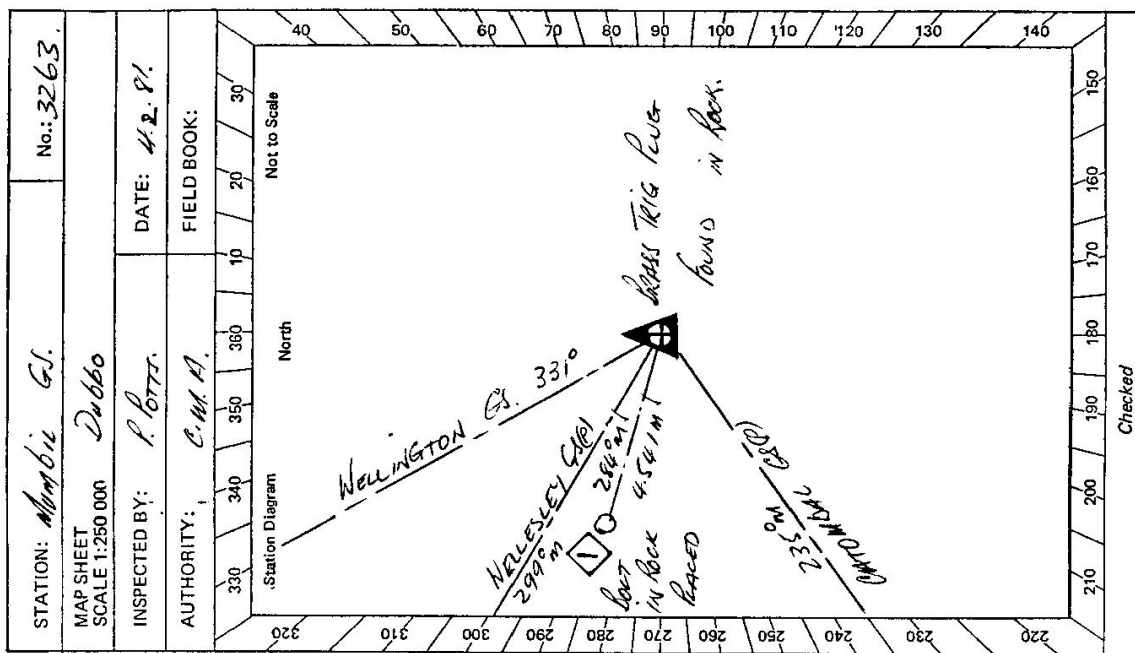 STATION: Mumbil GS.
No.: 3263.
MAP SHEET
SCALE 1:250 000 Dubbo
INSPECTED BY: P. Potts.
DATE: 4.2.81.
AUTHORITY: C.M.A.
FIELD BOOK:
330 340 350 360 10 20 30
Station Diagram
North
Not to Scale
320
310
300
290
280
270
260
250
240
230
220
40
50
60
70
80
90
100
110
120
130
140
WELLINGTON GS. 331°
WELLESLEY GS(P)
299°M
284°M
4.541M
1
BOLT
IN ROCK
PLACED
BRASS TRIG PLUG
FOUND IN ROCK.
235°M
GS(P)
210 200 190 180 170 160 150
Checked